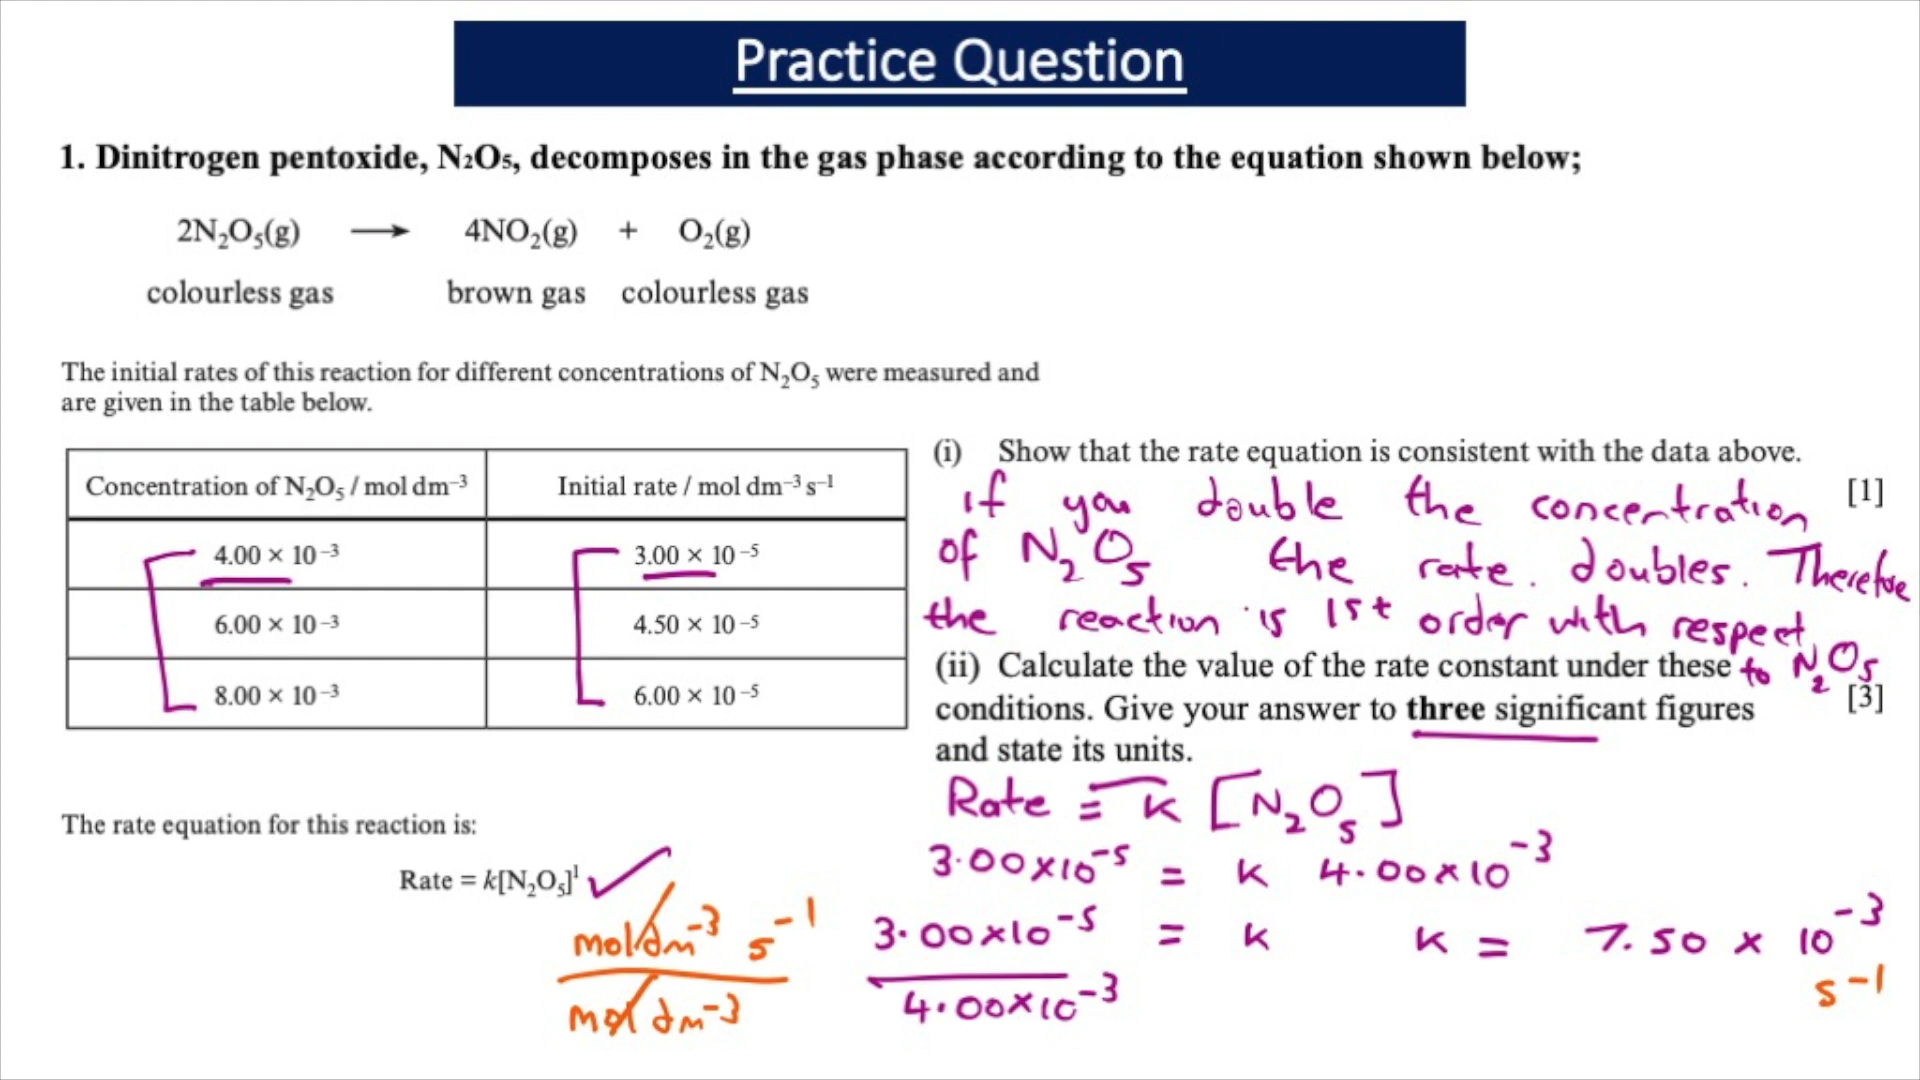 Practice Question
1. Dinitrogen pentoxide, N₂O₅, decomposes in the gas phase according to the equation shown below;
2N₂O₅(g) ⟶ 4NO₂(g) + O₂(g)
colourless gas brown gas colourless gas
The initial rates of this reaction for different concentrations of N₂O₅ were measured and
are given in the table below.
Concentration of N₂O₅ / mol dm⁻³ Initial rate / mol dm⁻³ s⁻¹
4.00 × 10⁻³ 3.00 × 10⁻⁵
6.00 × 10⁻³ 4.50 × 10⁻⁵
8.00 × 10⁻³ 6.00 × 10⁻⁵
The rate equation for this reaction is:
Rate = k[N₂O₅]¹
mol dm⁻³ s⁻¹
mol dm⁻³
(i) Show that the rate equation is consistent with the data above.
[1]
if you double the concentration
of N₂O₅ the rate. doubles. Therefore
the reaction is 1st order with respect
to N₂O₅
(ii) Calculate the value of the rate constant under these
conditions. Give your answer to three significant figures
[3]
and state its units.
Rate = k [N₂O₅]
3.00×10⁻⁵ = k 4.00×10⁻³
3.00×10⁻⁵ = k k = 7.50 × 10⁻³
4.00×10⁻³ s⁻¹